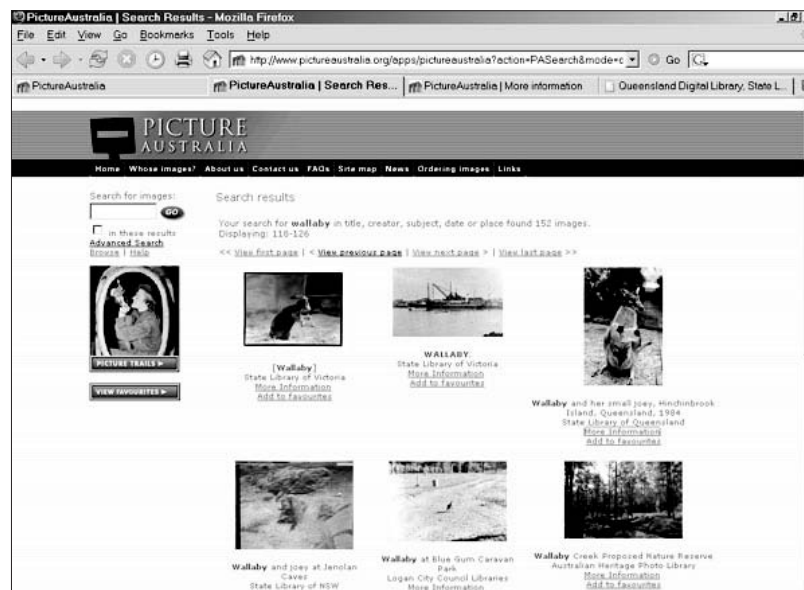 PictureAustralia | Search Results - Mozilla Firefox
File Edit View Go Bookmarks Tools Help
http://www.pictureaustralia.org/apps/pictureaustralia?action=PASearch&mode=c Go
PictureAustralia PictureAustralia | Search Res... PictureAustralia | More information Queensland Digital Library, State L...
PICTURE
AUSTRALIA
Home Whose images? About us Contact us FAQs Site map News Ordering images Links
Search for images:
GO
in these results
Advanced Search
Browse | Help
PICTURE TRAILS
VIEW FAVOURITES
Search results
Your search for wallaby in title, creator, subject, date or place found 152 images.
Displaying: 118-126
<< View first page | < View previous page | View next page > | View last page >>
[Wallaby]
State Library of Victoria
More Information
Add to favourites
WALLABY.
State Library of Victoria
More Information
Add to favourites
Wallaby and her small joey, Hinchinbrook
Island, Queensland, 1984
State Library of Queensland
More Information
Add to favourites
Wallaby and joey at Jenolan
Caves
State Library of NSW
Wallaby at Blue Gum Caravan
Park
Logan City Council Libraries
More Information
Wallaby Creek Proposed Nature Reserve
Australian Heritage Photo Library
More Information
Add to favourites